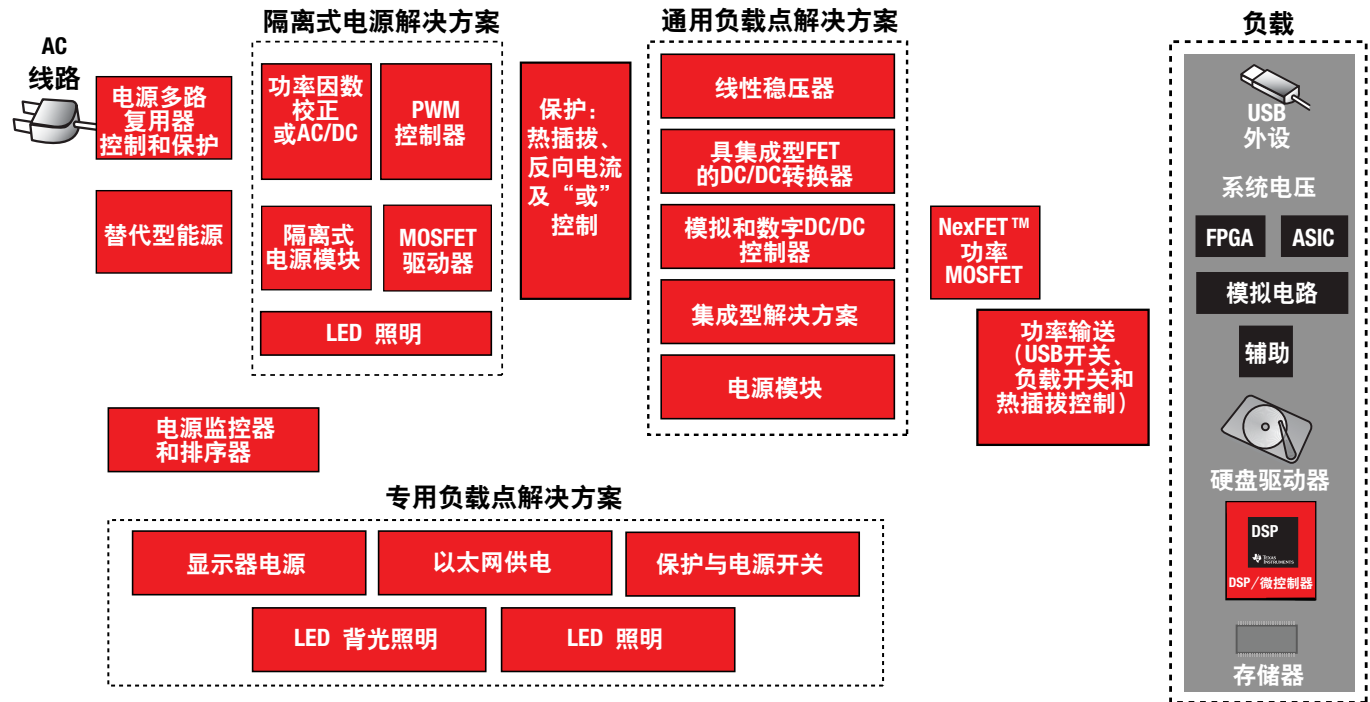 隔离式电源解决方案
通用负载点解决方案
负载
AC
线路
电源多路
复用器
控制和保护
替代型能源
功率因数
校正
或AC/DC
PWM
控制器
隔离式
电源模块
MOSFET
驱动器
LED 照明
保护：
热插拔、
反向电流
及“或”
控制
线性稳压器
具集成型FET
的DC/DC转换器
模拟和数字DC/DC
控制器
集成型解决方案
电源模块
NexFET™
功率
MOSFET
功率输送
（USB开关、
负载开关和
热插拔控制）
USB
外设
系统电压
FPGA
ASIC
模拟电路
辅助
硬盘驱动器
DSP
TEXAS
INSTRUMENTS
DSP/微控制器
存储器
电源监控器
和排序器
专用负载点解决方案
显示器电源
以太网供电
保护与电源开关
LED 背光照明
LED 照明